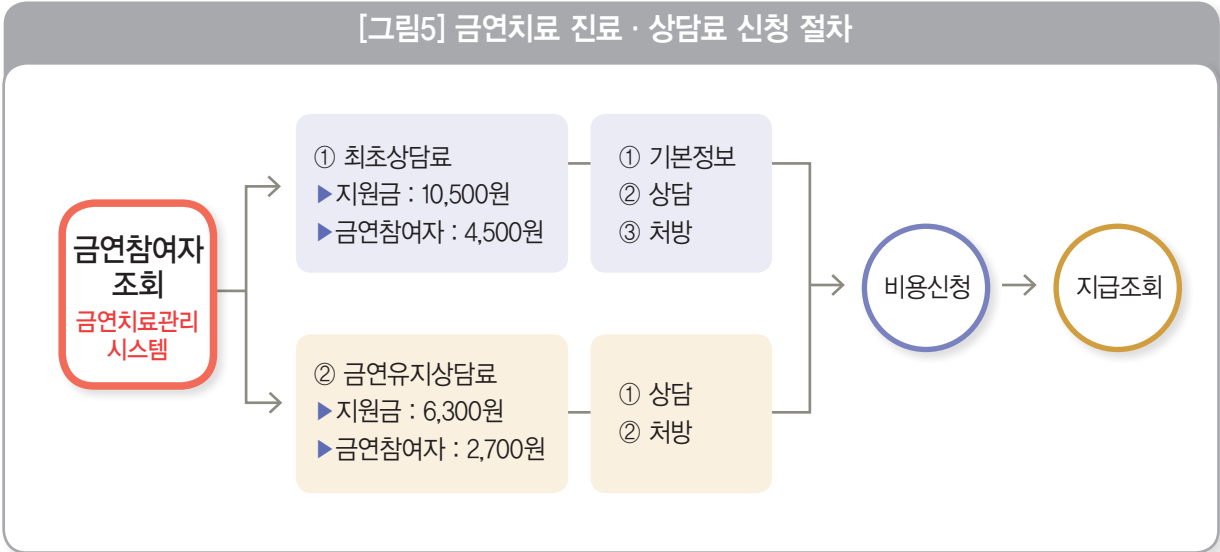 [그림5] 금연치료 진료 · 상담료 신청 절차
금연참여자
조회
금연치료관리
시스템
① 최초상담료
▶지원금 : 10,500원
▶금연참여자 : 4,500원
① 기본정보
② 상담
③ 처방
② 금연유지상담료
▶지원금 : 6,300원
▶금연참여자 : 2,700원
① 상담
② 처방
비용신청
지급조회